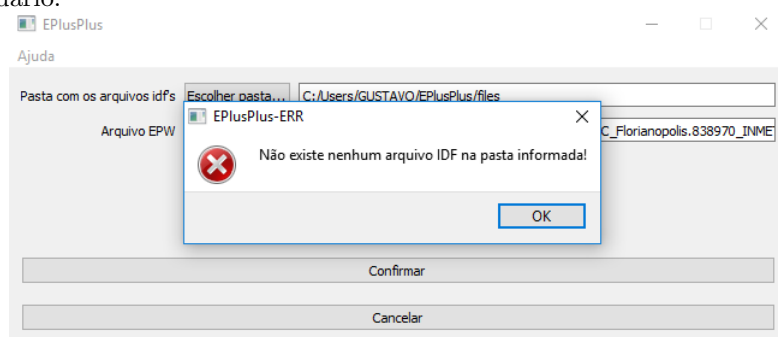 EPlusPlus
Ajuda
Pasta com os arquivos idf's Escolher pasta... C:/Users/GUSTAVO/EPlusPlus/files
EPlusPlus-ERR
Arquivo EPW C_Florianopolis.838970_INME
Não existe nenhum arquivo IDF na pasta informada!
OK
Confirmar
Cancelar